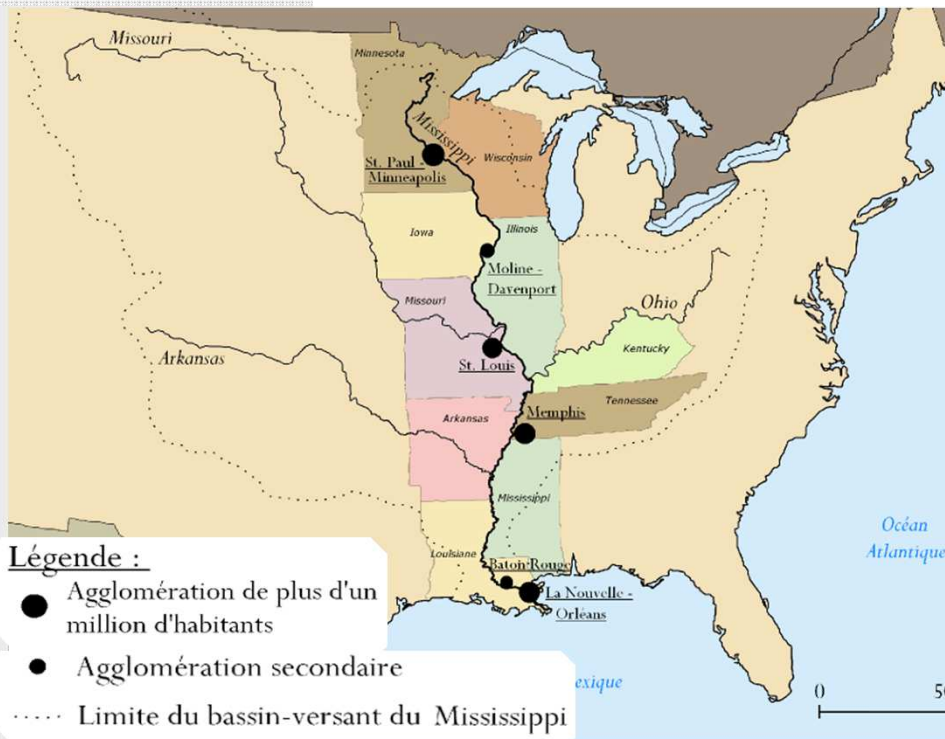 Missouri
Minnesota
Mississippi
Wisconsin
St. Paul -
Minneapolis
Iowa
Illinois
Moline -
Davenport
Missouri
Ohio
Arkansas
Kentucky
St. Louis
Tennessee
Arkansas
Memphis
Mississippi
Océan
Atlantique
Louisiane
Baton Rouge
La Nouvelle -
Orléans
Légende :
Agglomération de plus d'un
million d'habitants
Agglomération secondaire
exique
0
50
Limite du bassin-versant du Mississippi